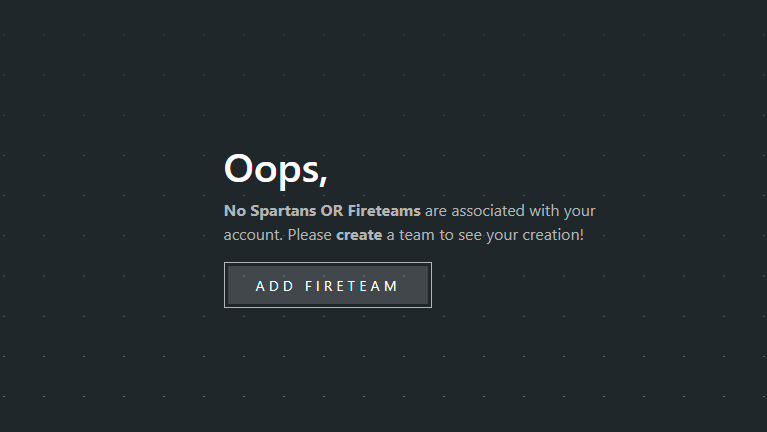 Oops,
No Spartans OR Fireteams are associated with your
account. Please create a team to see your creation!
ADD FIRETEAM